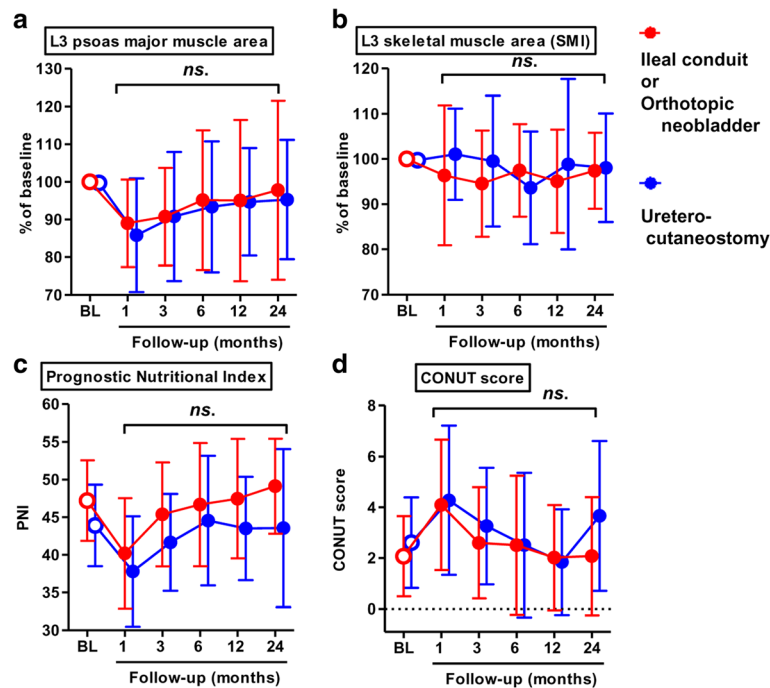 a
L3 psoas major muscle area
ns.
% of baseline
130
120
110
100
90
80
70
BL 1 3 6 12 24
Follow-up (months)
b
L3 skeletal muscle area (SMI)
ns.
% of baseline
120
110
100
90
80
70
BL 1 3 6 12 24
Follow-up (months)
Ileal conduit
or
Orthotopic
neobladder
Uretero-
cutaneostomy
c
Prognostic Nutritional Index
ns.
PNI
60
55
50
45
40
35
30
BL 1 3 6 12 24
Follow-up (months)
d
CONUT score
ns.
CONUT score
8
6
4
2
0
BL 1 3 6 12 24
Follow-up (months)